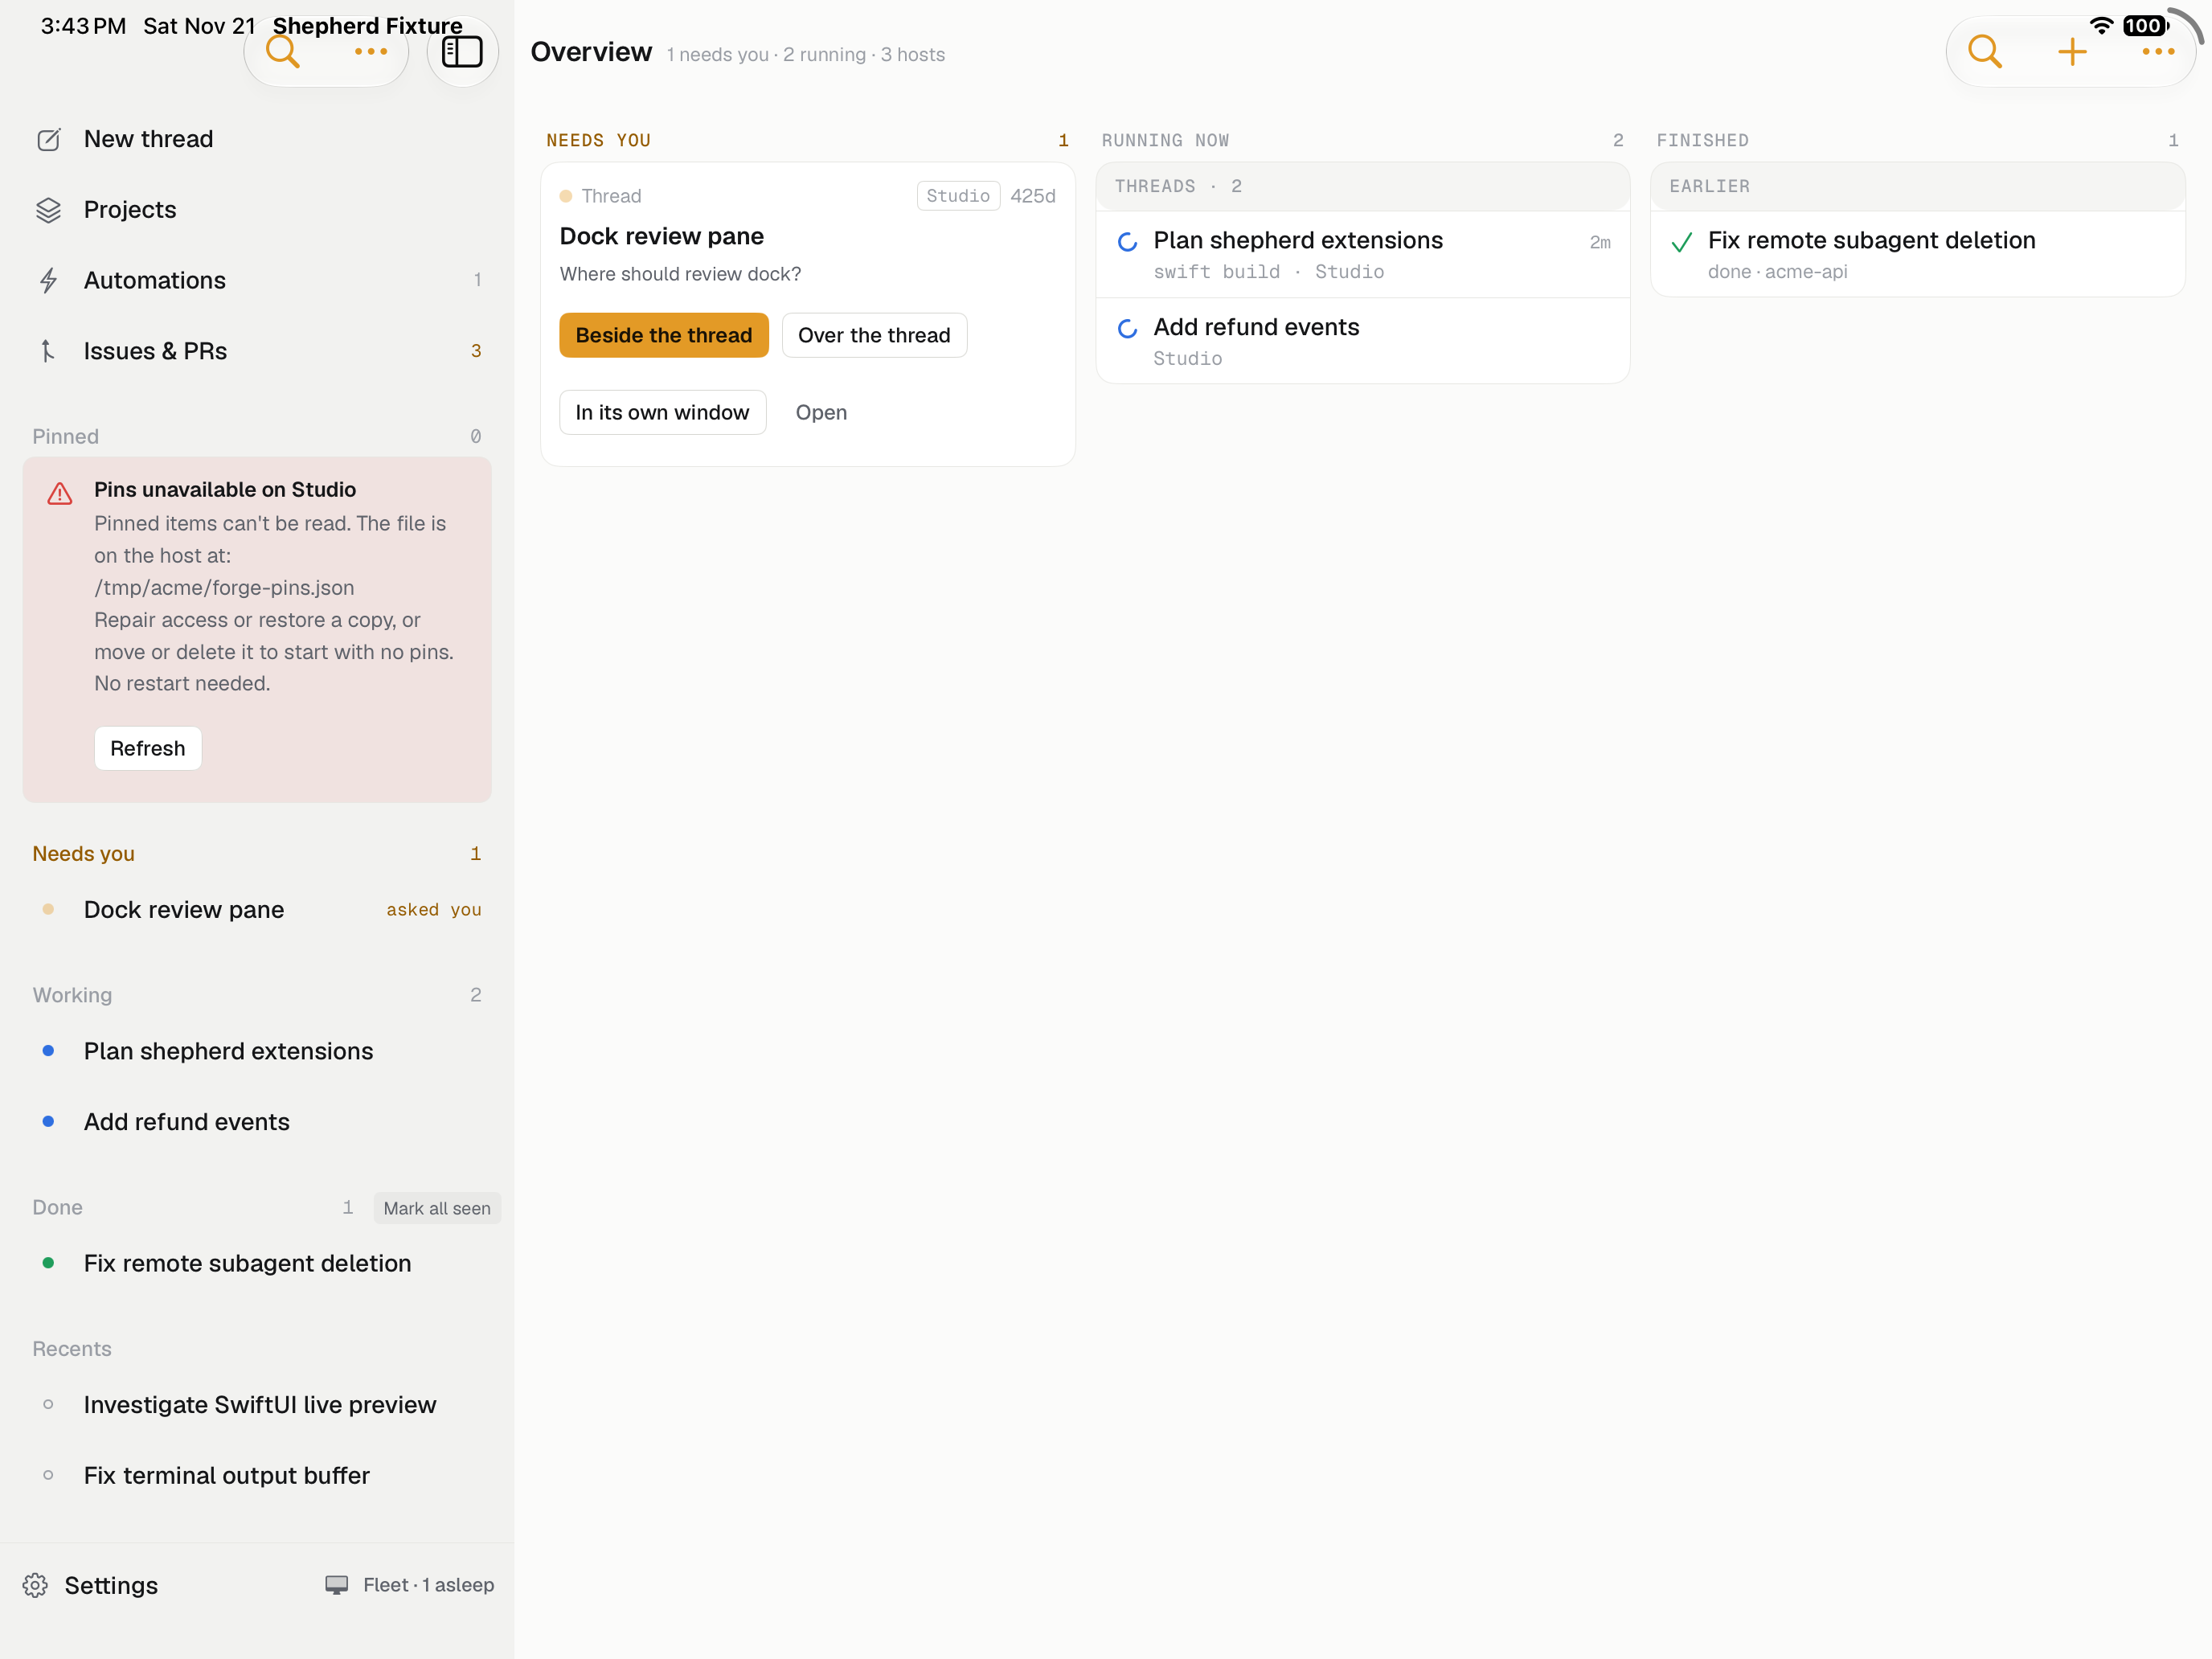 3:43 PM Sat Nov 21 Shepherd Fixture
100
New thread
Projects
Automations 1
Issues & PRs 3
Pinned 0
Pins unavailable on Studio
Pinned items can't be read. The file is
on the host at:
/tmp/acme/forge-pins.json
Repair access or restore a copy, or
move or delete it to start with no pins.
No restart needed.
Refresh
Needs you 1
Dock review pane asked you
Working 2
Plan shepherd extensions
Add refund events
Done 1 Mark all seen
Fix remote subagent deletion
Recents
Investigate SwiftUI live preview
Fix terminal output buffer
Settings Fleet · 1 asleep
Overview 1 needs you · 2 running · 3 hosts
NEEDS YOU 1
Thread Studio 425d
Dock review pane
Where should review dock?
Beside the thread Over the thread
In its own window Open
RUNNING NOW 2
THREADS · 2
Plan shepherd extensions 2m
swift build · Studio
Add refund events
Studio
FINISHED 1
EARLIER
Fix remote subagent deletion
done · acme-api